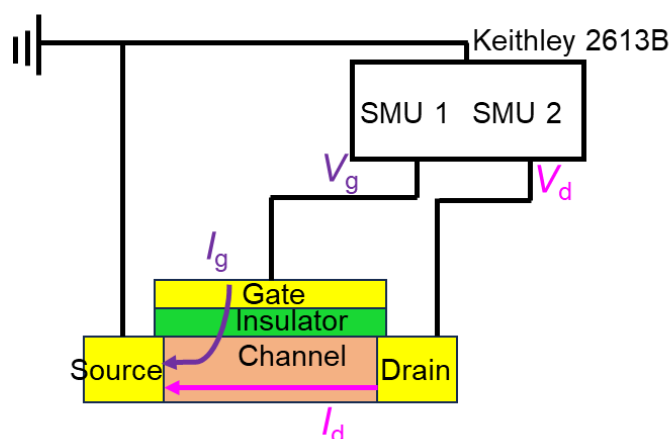 Keithley 2613B
SMU 1 SMU 2
Vg
Vd
Ig
Gate
Insulator
Channel
Source
Drain
Id